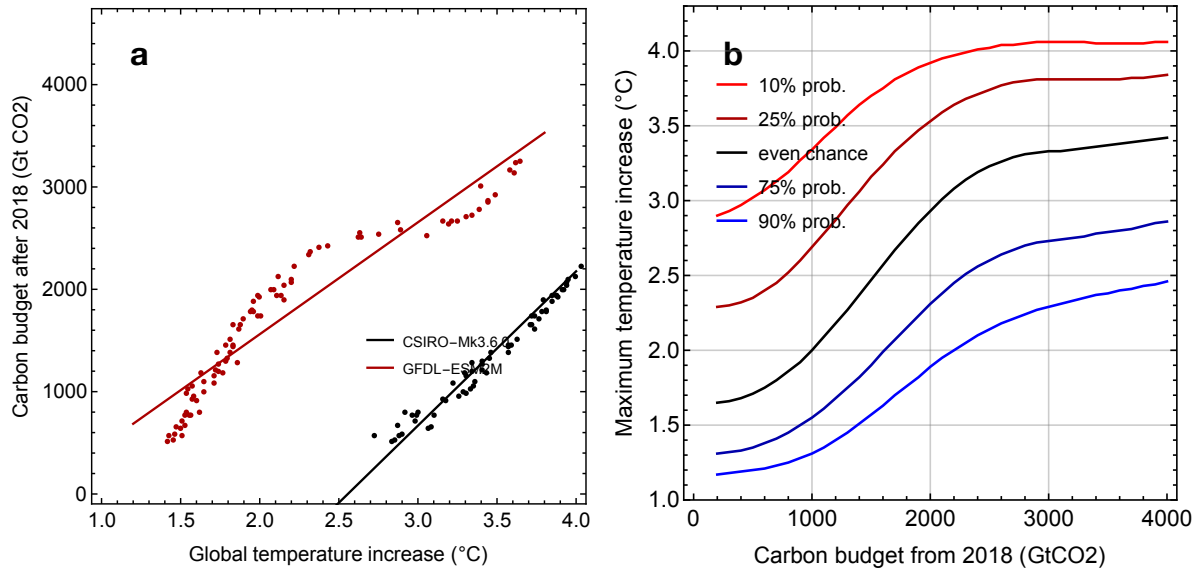 a
Carbon budget after 2018 (Gt CO2)
4000
3000
2000
1000
0
CSIRO−Mk3.6.0
GFDL−ESM2M
1.0 1.5 2.0 2.5 3.0 3.5 4.0
Global temperature increase (°C)
b
Maximum temperature increase (°C)
4.0
3.5
3.0
2.5
2.0
1.5
1.0
10% prob.
25% prob.
even chance
75% prob.
90% prob.
0 1000 2000 3000 4000
Carbon budget from 2018 (GtCO2)